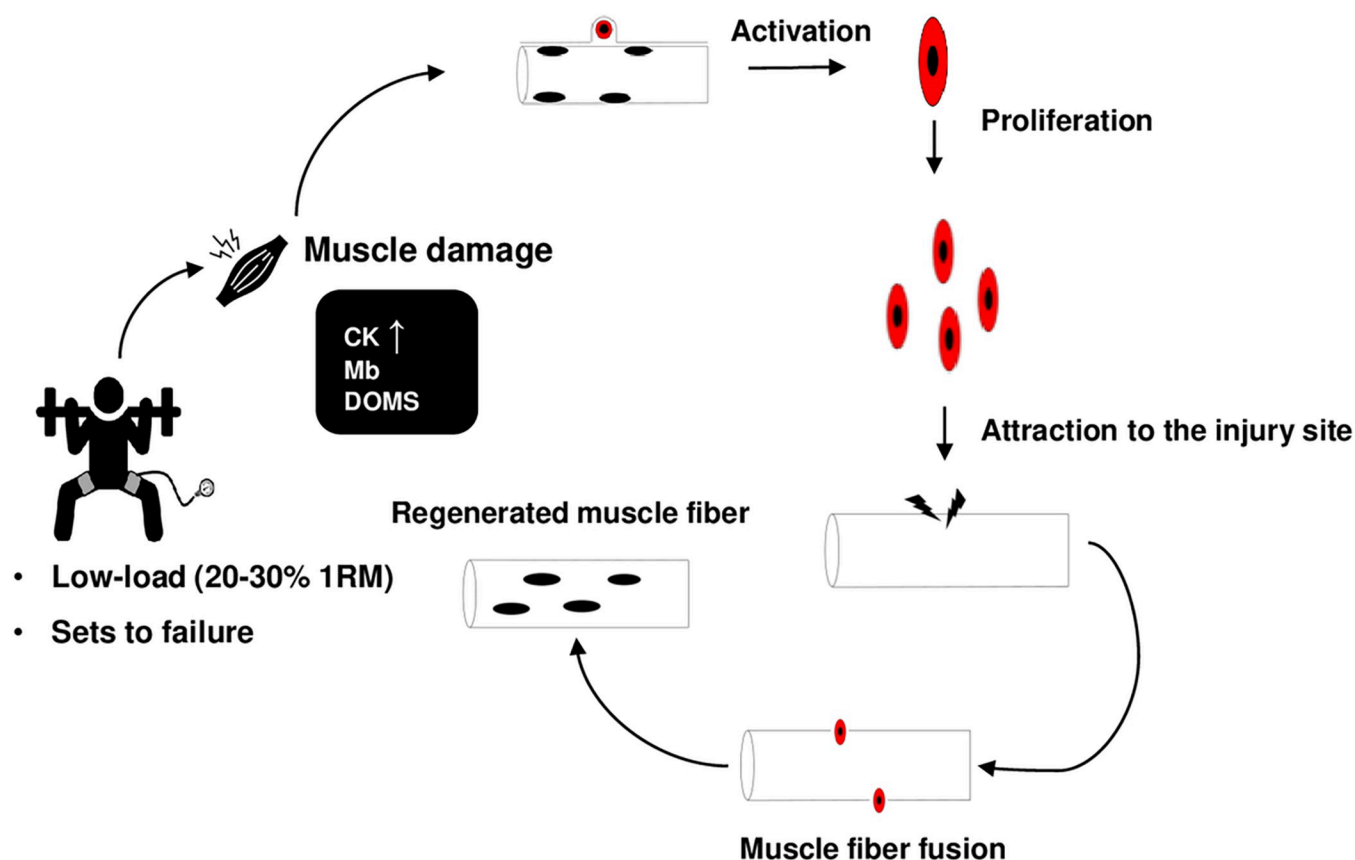 Activation
Proliferation
Muscle damage
CK ↑
Mb
DOMS
Attraction to the injury site
Regenerated muscle fiber
• Low-load (20-30% 1RM)
• Sets to failure
Muscle fiber fusion